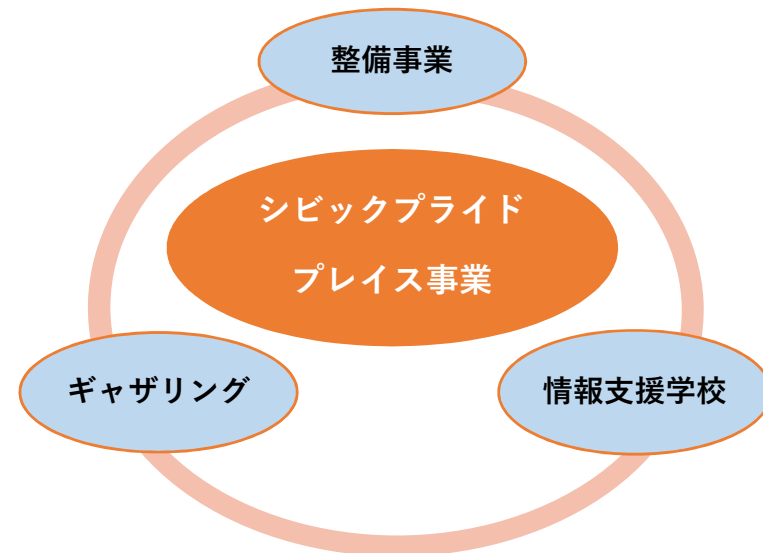 整備事業
シビックプライド
プレイス事業
ギャザリング
情報支援学校